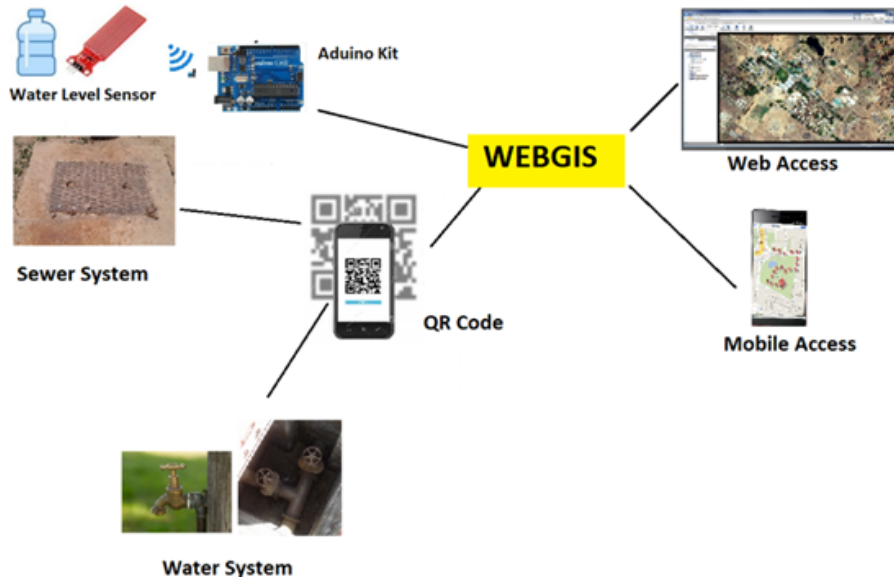 Aduino Kit
Water Level Sensor
WEBGIS
Web Access
Sewer System
QR Code
Mobile Access
Water System